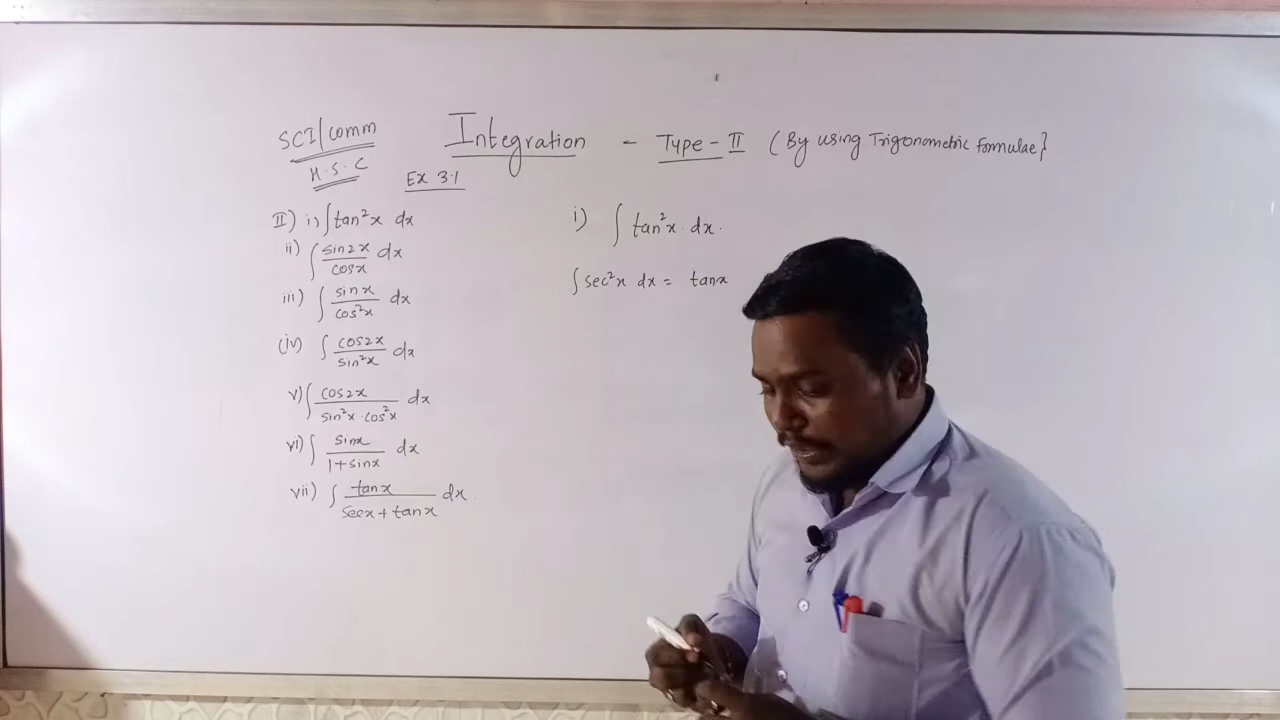 SCI/comm
H.S.C
Integration - Type-II (By using Trigonometric formulae}
Ex 3.1
II) i) ∫tan²x dx
ii) ∫ sin2x/cosx dx
iii) ∫ sinx/cos²x dx
(iv) ∫ cos2x/sin²x dx
v) ∫ cos2x/sin²x·cos²x dx
vi) ∫ sinx/1+sinx dx
vii) ∫ tanx/secx+tanx dx.
i) ∫ tan²x·dx.
∫sec²x dx = tanx